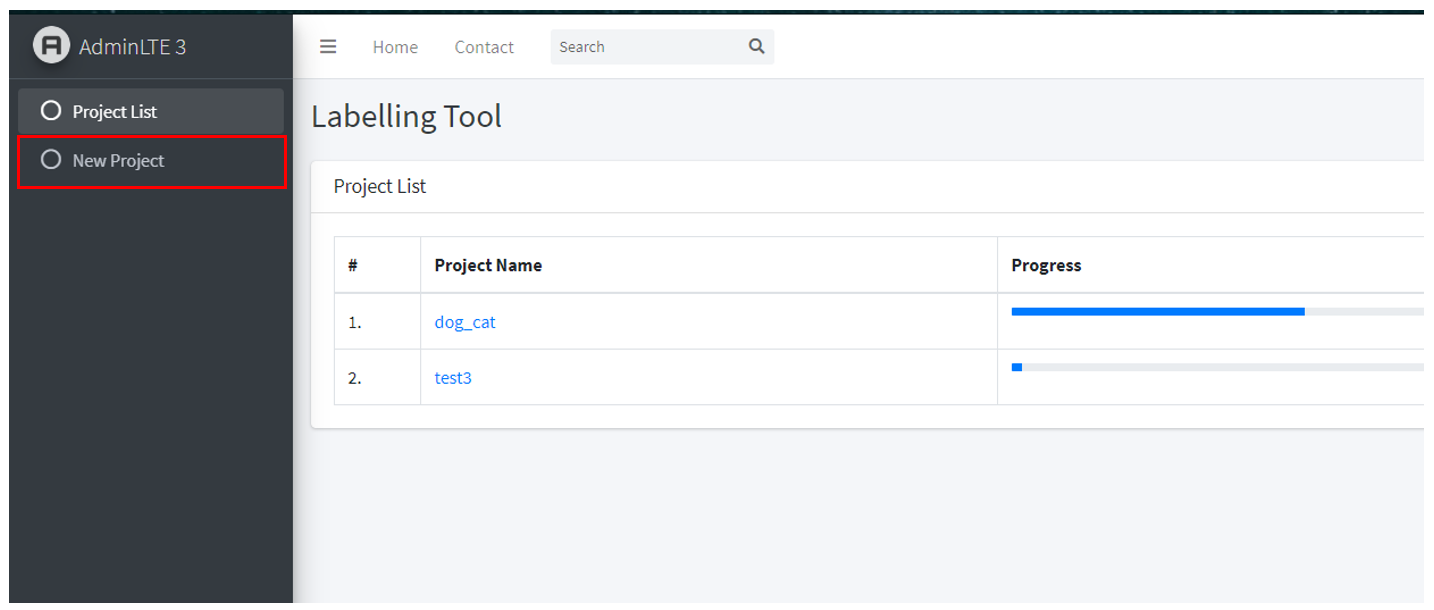 AdminLTE 3
Home Contact Search
Project List
New Project
Labelling Tool
Project List
# Project Name Progress
1. dog_cat
2. test3